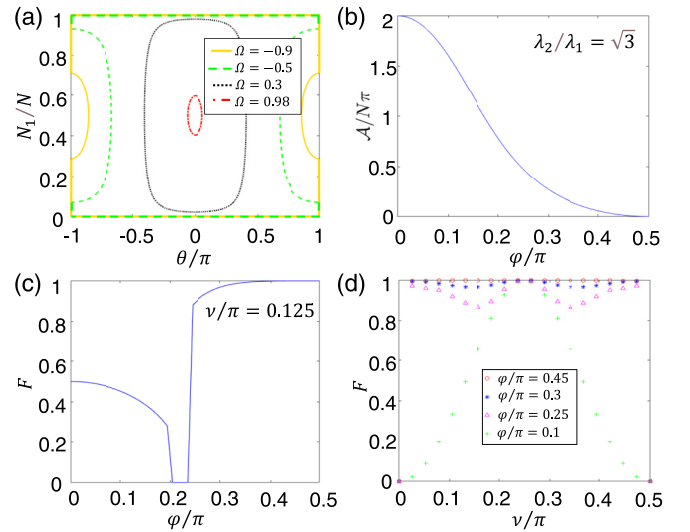 (a)
N₁/N
1
0.8
0.6
0.4
0.2
0
-1
-0.5
0
0.5
1
θ/π
Ω = −0.9
Ω = −0.5
Ω = 0.3
Ω = 0.98
(b)
𝒜/Nπ
2
1.5
1
0.5
0
0
0.1
0.2
0.3
0.4
0.5
φ/π
λ₂/λ₁ = √3
(c)
F
1
0.8
0.6
0.4
0.2
0
0
0.1
0.2
0.3
0.4
0.5
φ/π
ν/π = 0.125
(d)
F
1
0.8
0.6
0.4
0.2
0
0
0.1
0.2
0.3
0.4
0.5
ν/π
φ/π = 0.45
φ/π = 0.3
φ/π = 0.25
φ/π = 0.1